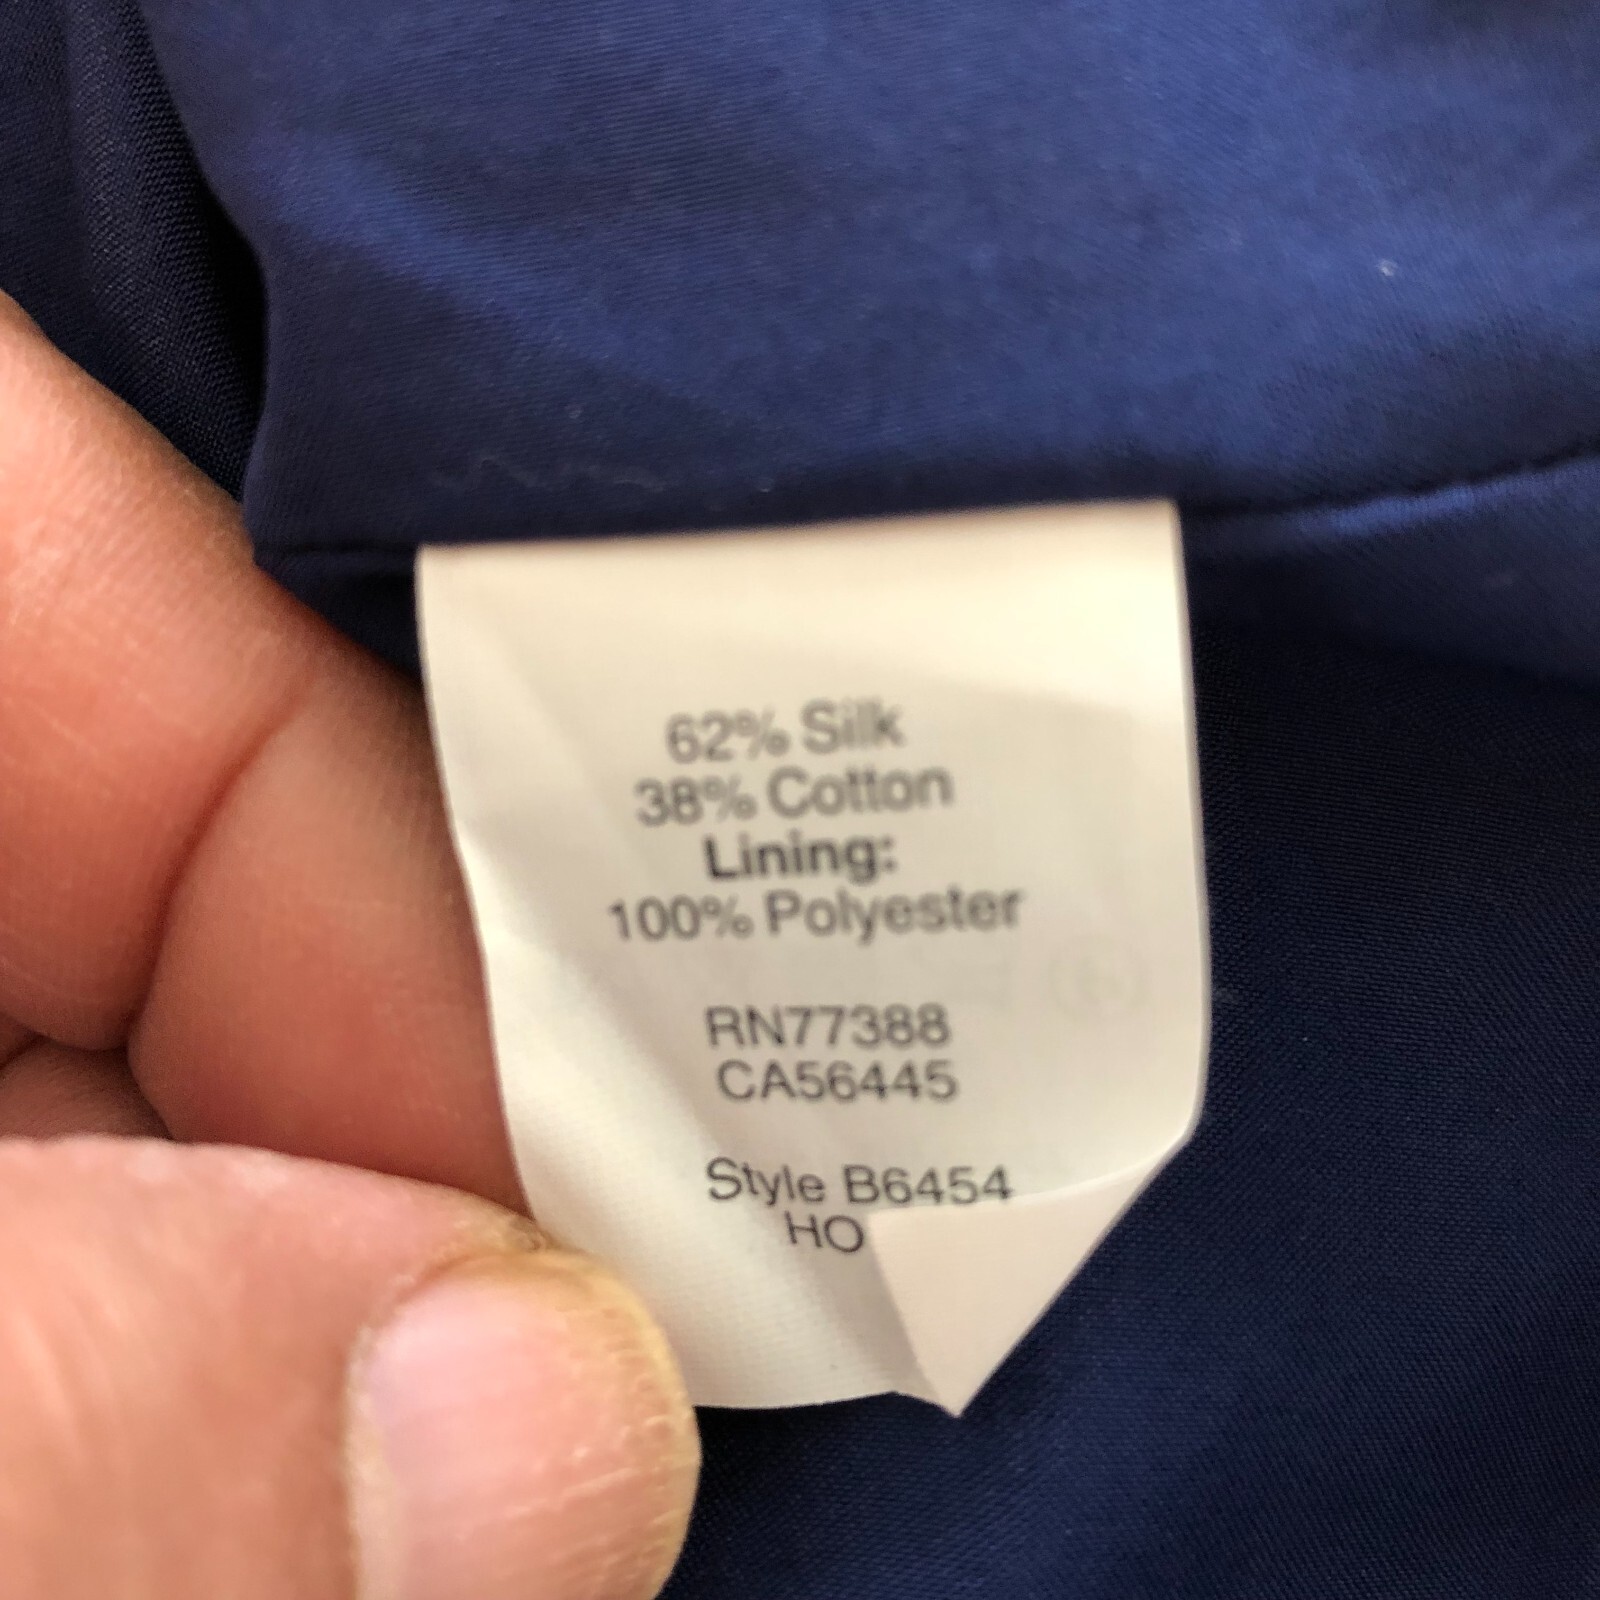 62% Silk
38% Cotton
Lining:
100% Polyester
RN77388
CA56445
Style B6454
HO